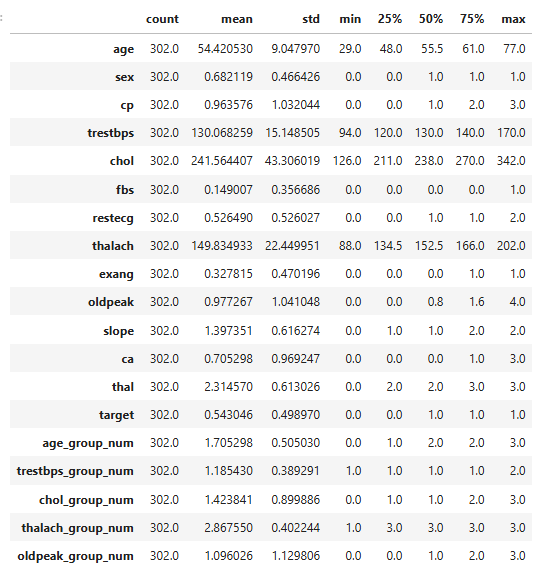 count mean std min 25% 50% 75% max
age 302.0 54.420530 9.047970 29.0 48.0 55.5 61.0 77.0
sex 302.0 0.682119 0.466426 0.0 0.0 1.0 1.0 1.0
cp 302.0 0.963576 1.032044 0.0 0.0 1.0 2.0 3.0
trestbps 302.0 130.068259 15.148505 94.0 120.0 130.0 140.0 170.0
chol 302.0 241.564407 43.306019 126.0 211.0 238.0 270.0 342.0
fbs 302.0 0.149007 0.356686 0.0 0.0 0.0 0.0 1.0
restecg 302.0 0.526490 0.526027 0.0 0.0 1.0 1.0 2.0
thalach 302.0 149.834933 22.449951 88.0 134.5 152.5 166.0 202.0
exang 302.0 0.327815 0.470196 0.0 0.0 0.0 1.0 1.0
oldpeak 302.0 0.977267 1.041048 0.0 0.0 0.8 1.6 4.0
slope 302.0 1.397351 0.616274 0.0 1.0 1.0 2.0 2.0
ca 302.0 0.705298 0.969247 0.0 0.0 0.0 1.0 3.0
thal 302.0 2.314570 0.613026 0.0 2.0 2.0 3.0 3.0
target 302.0 0.543046 0.498970 0.0 0.0 1.0 1.0 1.0
age_group_num 302.0 1.705298 0.505030 0.0 1.0 2.0 2.0 3.0
trestbps_group_num 302.0 1.185430 0.389291 1.0 1.0 1.0 1.0 2.0
chol_group_num 302.0 1.423841 0.899886 0.0 1.0 1.0 2.0 3.0
thalach_group_num 302.0 2.867550 0.402244 1.0 3.0 3.0 3.0 3.0
oldpeak_group_num 302.0 1.096026 1.129806 0.0 0.0 1.0 2.0 3.0